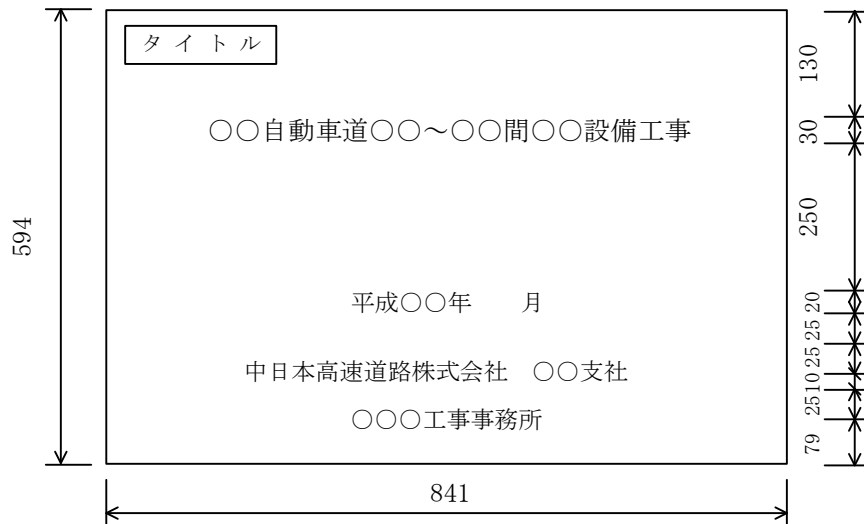 タイトル
○○自動車道○○～○○間○○設備工事
平成○○年　　月
中日本高速道路株式会社　○○支社
○○○工事事務所
594
841
130
30
250
20
25
25
10
25
79